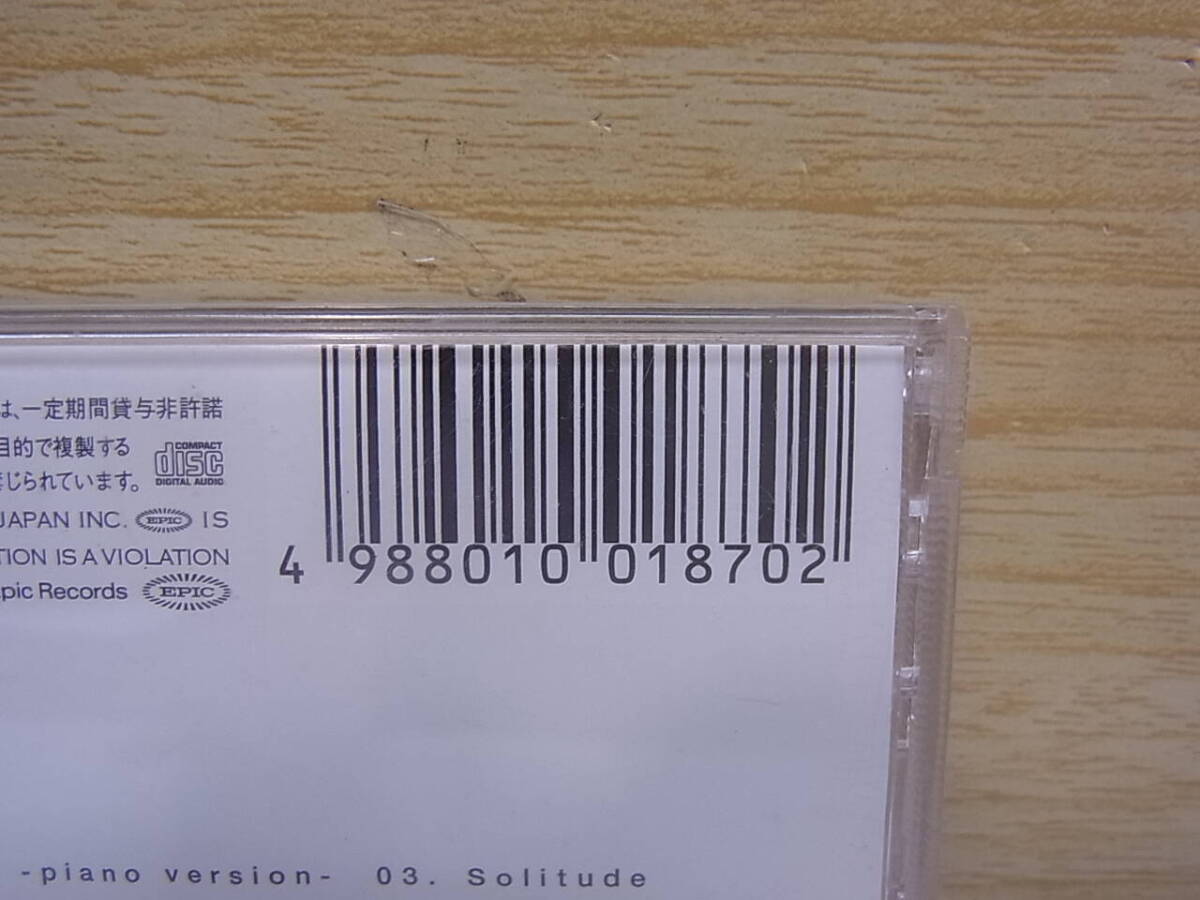 は、一定期間貸与非許諾
目的で複製する
禁じられています。
COMPACT
disc
DIGITAL AUDIO
JAPAN INC. EPIC IS
TION IS A VIOLATION
pic Records EPIC
4 988010 018702
-piano version- 03. Solitude